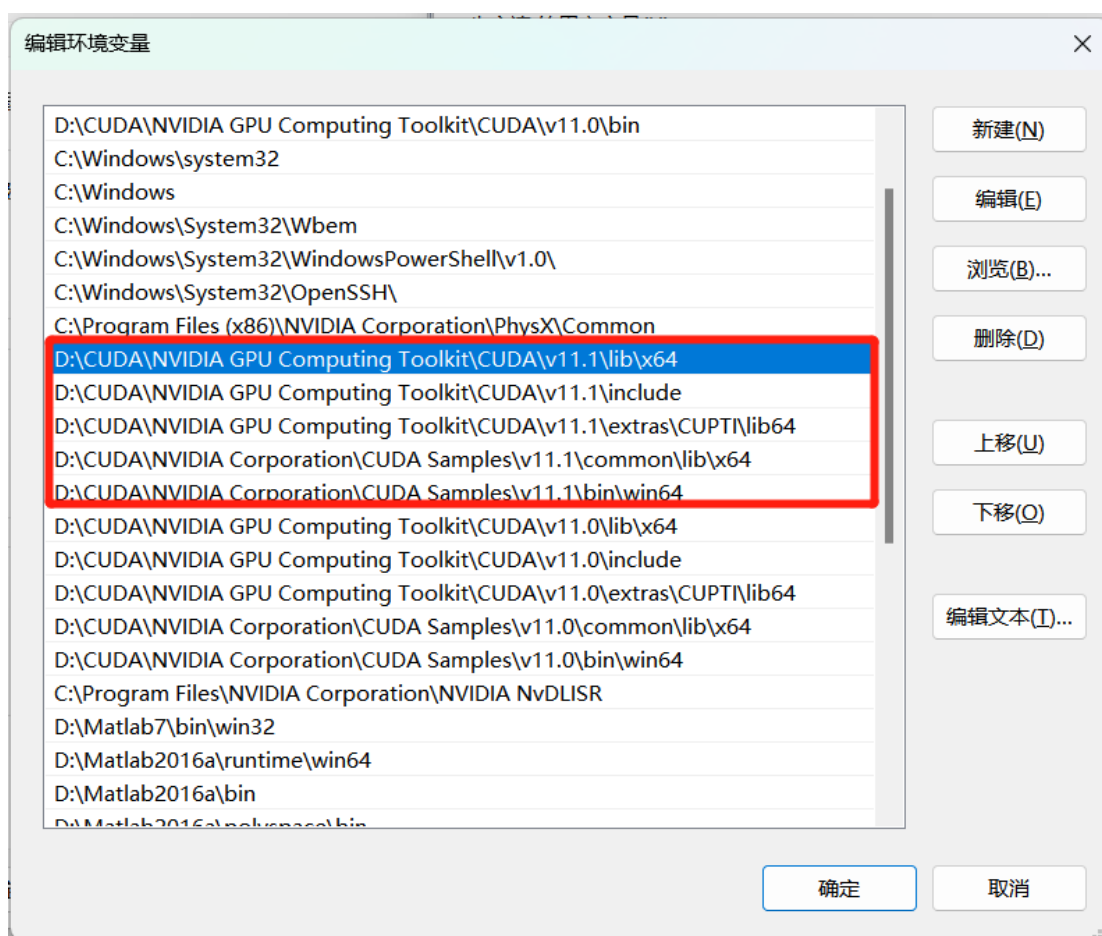 编辑环境变量
D:\CUDA\NVIDIA GPU Computing Toolkit\CUDA\v11.0\bin
C:\Windows\system32
C:\Windows
C:\Windows\System32\Wbem
C:\Windows\System32\WindowsPowerShell\v1.0\
C:\Windows\System32\OpenSSH\
C:\Program Files (x86)\NVIDIA Corporation\PhysX\Common
D:\CUDA\NVIDIA GPU Computing Toolkit\CUDA\v11.1\lib\x64
D:\CUDA\NVIDIA GPU Computing Toolkit\CUDA\v11.1\include
D:\CUDA\NVIDIA GPU Computing Toolkit\CUDA\v11.1\extras\CUPTI\lib64
D:\CUDA\NVIDIA Corporation\CUDA Samples\v11.1\common\lib\x64
D:\CUDA\NVIDIA Corporation\CUDA Samples\v11.1\bin\win64
D:\CUDA\NVIDIA GPU Computing Toolkit\CUDA\v11.0\lib\x64
D:\CUDA\NVIDIA GPU Computing Toolkit\CUDA\v11.0\include
D:\CUDA\NVIDIA GPU Computing Toolkit\CUDA\v11.0\extras\CUPTI\lib64
D:\CUDA\NVIDIA Corporation\CUDA Samples\v11.0\common\lib\x64
D:\CUDA\NVIDIA Corporation\CUDA Samples\v11.0\bin\win64
C:\Program Files\NVIDIA Corporation\NVIDIA NvDLISR
D:\Matlab7\bin\win32
D:\Matlab2016a\runtime\win64
D:\Matlab2016a\bin
D:\Matlab2016a\polyspace\bin
新建(N)
编辑(E)
浏览(B)...
删除(D)
上移(U)
下移(O)
编辑文本(T)...
确定
取消